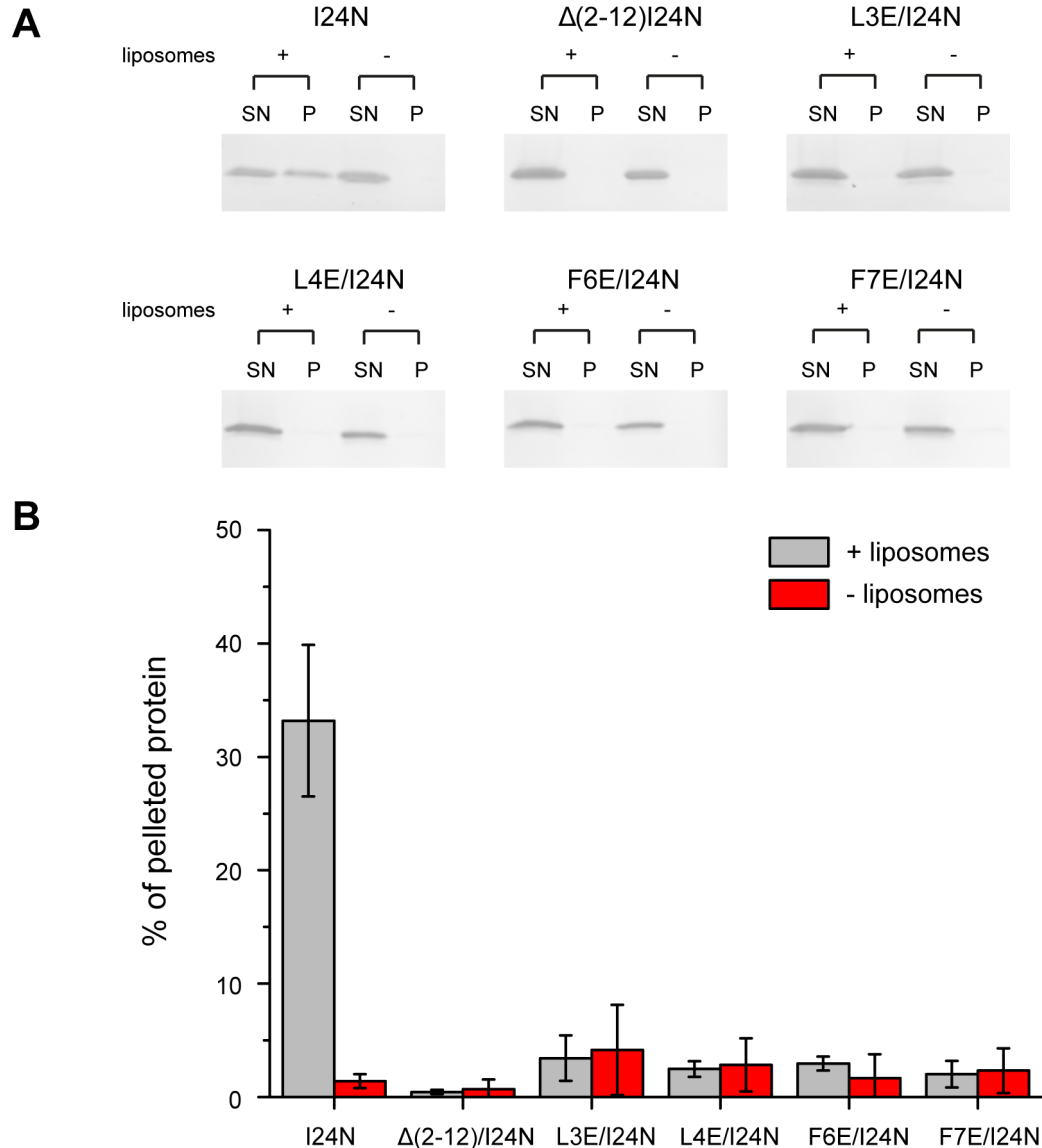 A
I24N Δ(2-12)I24N L3E/I24N
liposomes + - + - + -
SN P SN P SN P SN P SN P SN P
L4E/I24N F6E/I24N F7E/I24N
liposomes + - + - + -
SN P SN P SN P SN P SN P SN P
B
% of pelleted protein
50
40
30
20
10
0
+ liposomes
- liposomes
I24N Δ(2-12)/I24N L3E/I24N L4E/I24N F6E/I24N F7E/I24N